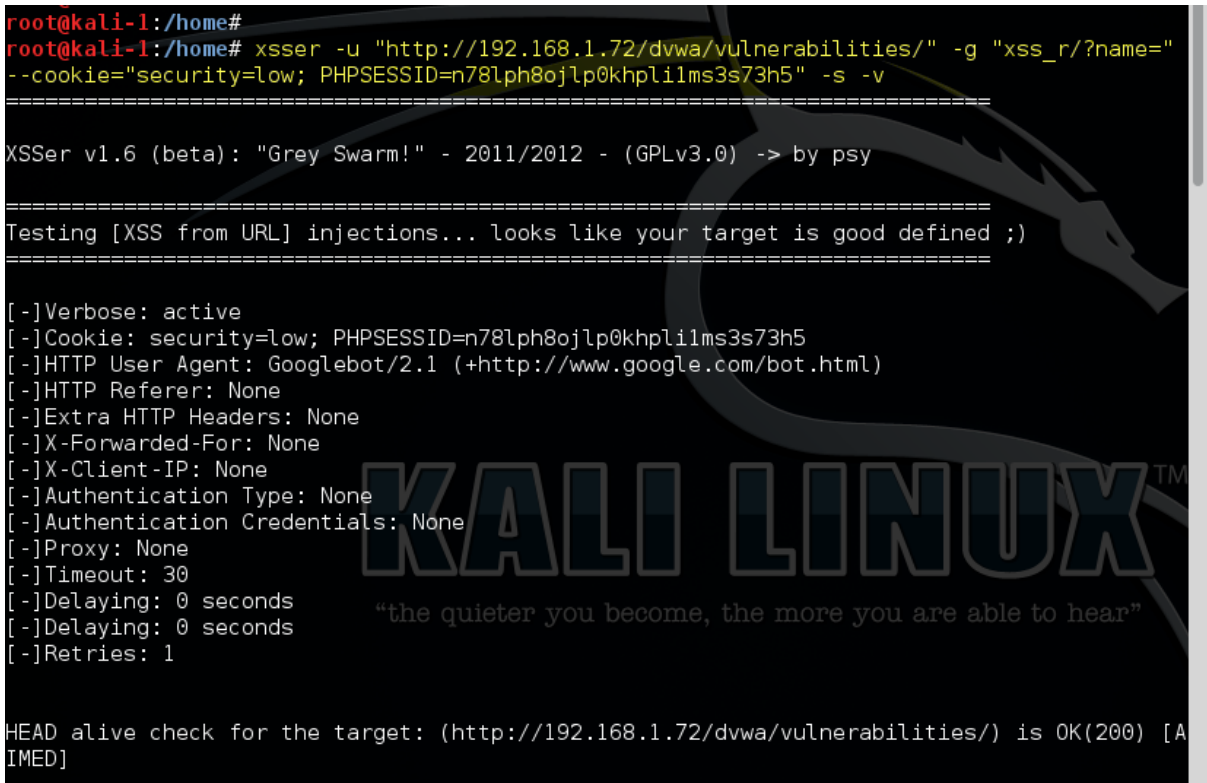 root@kali-1:/home#
root@kali-1:/home# xsser -u "http://192.168.1.72/dvwa/vulnerabilities/" -g "xss_r/?name="
--cookie="security=low; PHPSESSID=n78lph8ojlp0khpli1ms3s73h5" -s -v
===========================================================================
XSSer v1.6 (beta): "Grey Swarm!" - 2011/2012 - (GPLv3.0) -> by psy
===========================================================================
Testing [XSS from URL] injections... looks like your target is good defined ;)
===========================================================================
[-]Verbose: active
[-]Cookie: security=low; PHPSESSID=n78lph8ojlp0khpli1ms3s73h5
[-]HTTP User Agent: Googlebot/2.1 (+http://www.google.com/bot.html)
[-]HTTP Referer: None
[-]Extra HTTP Headers: None
[-]X-Forwarded-For: None
[-]X-Client-IP: None
[-]Authentication Type: None
[-]Authentication Credentials: None
[-]Proxy: None
[-]Timeout: 30
[-]Delaying: 0 seconds
[-]Delaying: 0 seconds
[-]Retries: 1
KALI LINUX TM
"the quieter you become, the more you are able to hear"
HEAD alive check for the target: (http://192.168.1.72/dvwa/vulnerabilities/) is OK(200) [A
IMED]